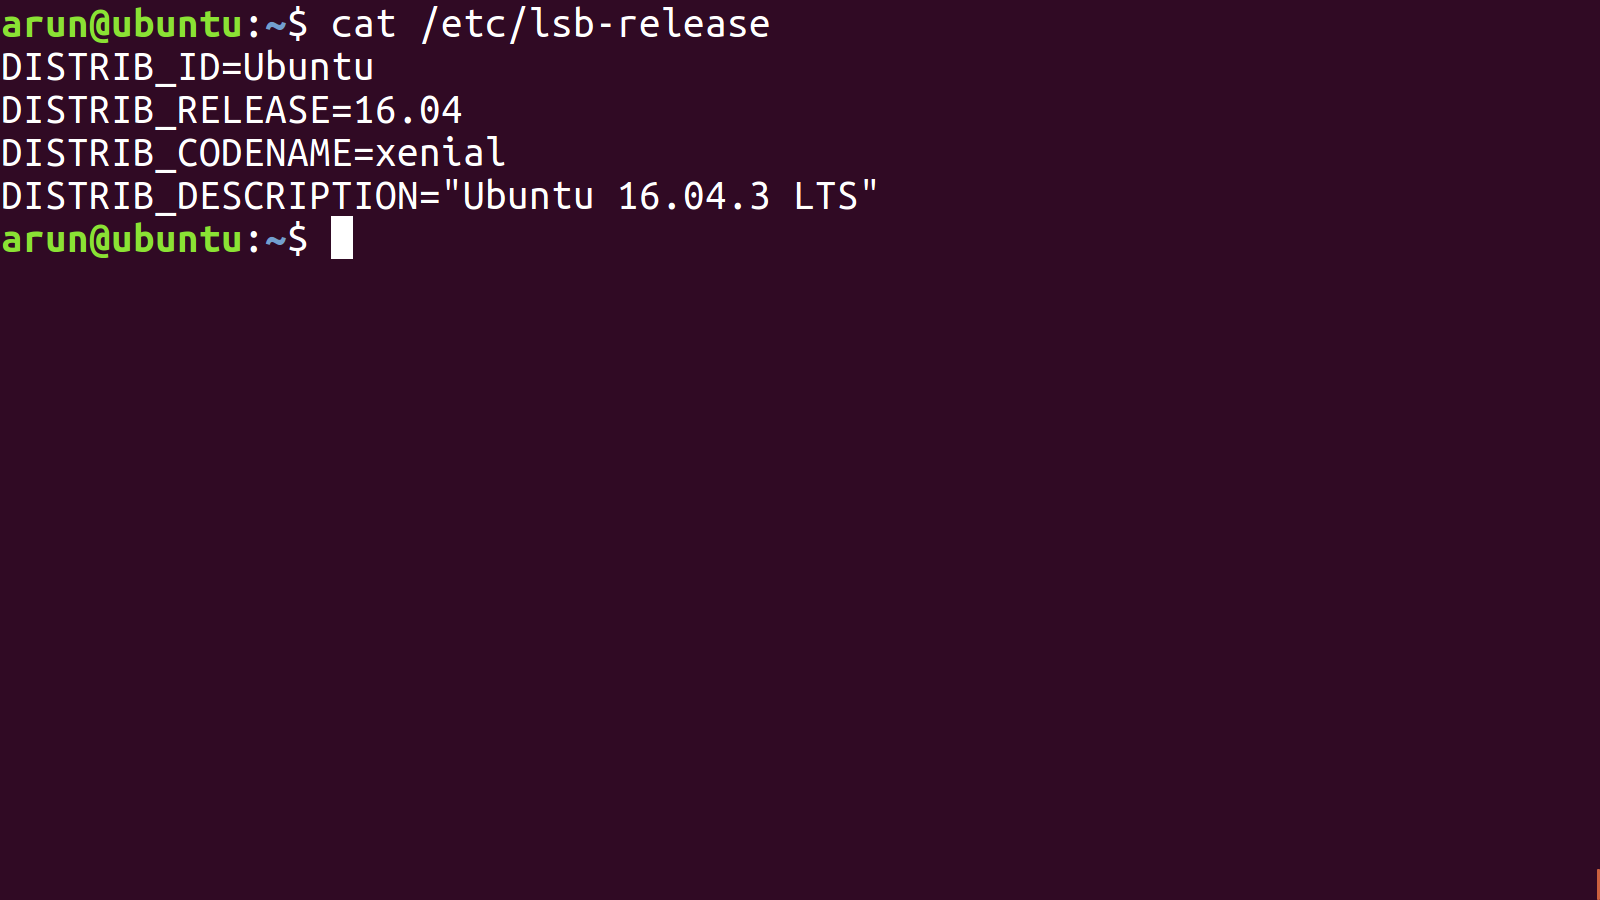 arun@ubuntu:~$ cat /etc/lsb-release
DISTRIB_ID=Ubuntu
DISTRIB_RELEASE=16.04
DISTRIB_CODENAME=xenial
DISTRIB_DESCRIPTION="Ubuntu 16.04.3 LTS"
arun@ubuntu:~$